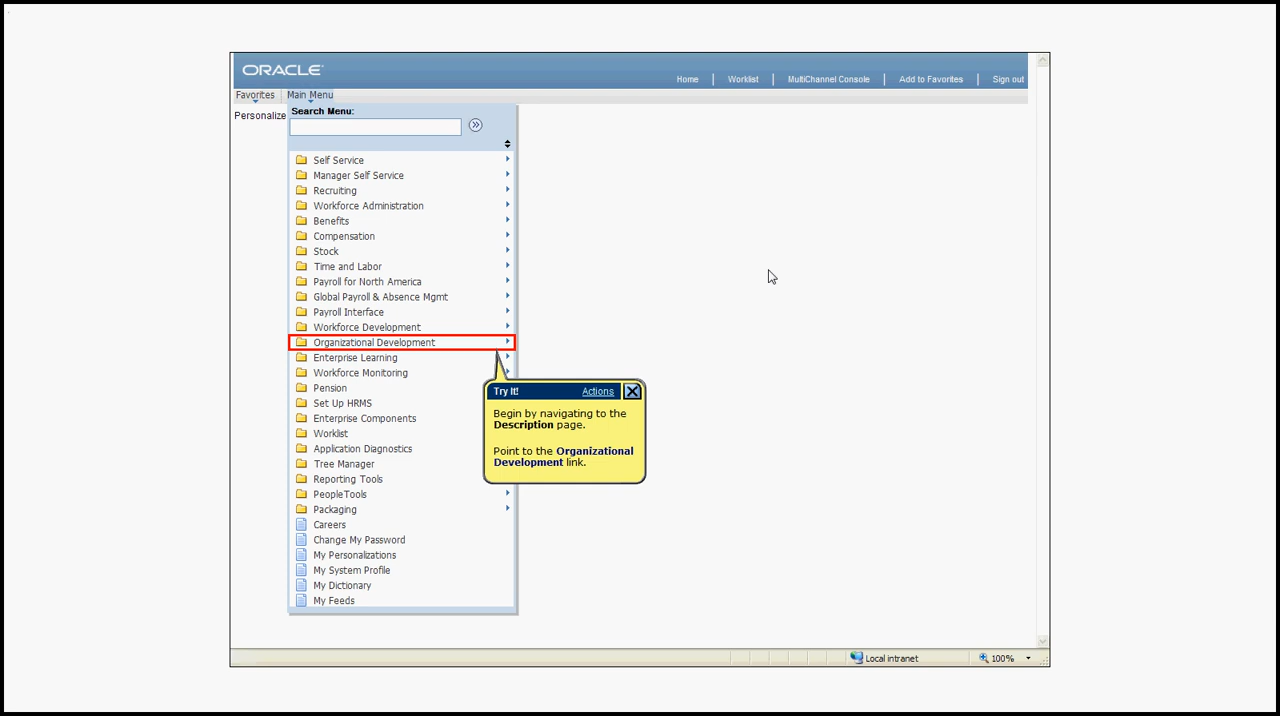 ORACLE
Home Worklist MultiChannel Console Add to Favorites Sign out
Favorites Main Menu
Personalize
Search Menu:
Self Service
Manager Self Service
Recruiting
Workforce Administration
Benefits
Compensation
Stock
Time and Labor
Payroll for North America
Global Payroll & Absence Mgmt
Payroll Interface
Workforce Development
Organizational Development
Enterprise Learning
Workforce Monitoring
Pension
Set Up HRMS
Enterprise Components
Worklist
Application Diagnostics
Tree Manager
Reporting Tools
PeopleTools
Packaging
Careers
Change My Password
My Personalizations
My System Profile
My Dictionary
My Feeds
Try It! Actions
Begin by navigating to the
Description page.
Point to the Organizational
Development link.
Local intranet 100%